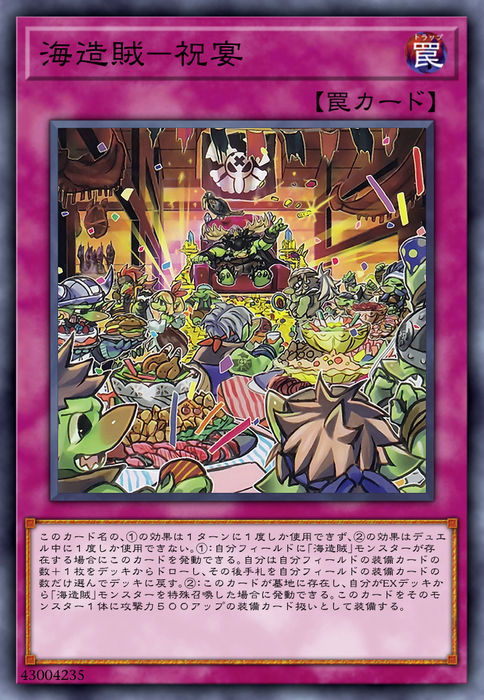 海造賊－祝宴
トラップ
罠
【罠カード】
このカード名の、①の効果は１ターンに１度しか使用できず、②の効果はデュエ
ル中に１度しか使用できない。①：自分フィールドに「海造賊」モンスターが存
在する場合にこのカードを発動できる。自分は自分フィールドの装備カードの
数＋１枚をデッキからドローし、その後手札を自分フィールドの装備カードの
数だけ選んでデッキに戻す。②：このカードが墓地に存在し、自分がEXデッキか
ら「海造賊」モンスターを特殊召喚した場合に発動できる。このカードをそのモ
ンスター１体に攻撃力５００アップの装備カード扱いとして装備する。
43004235